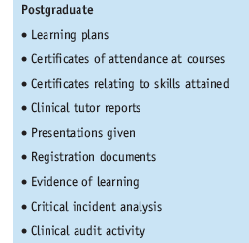 Postgraduate
• Learning plans
• Certificates of attendance at courses
• Certificates relating to skills attained
• Clinical tutor reports
• Presentations given
• Registration documents
• Evidence of learning
• Critical incident analysis
• Clinical audit activity